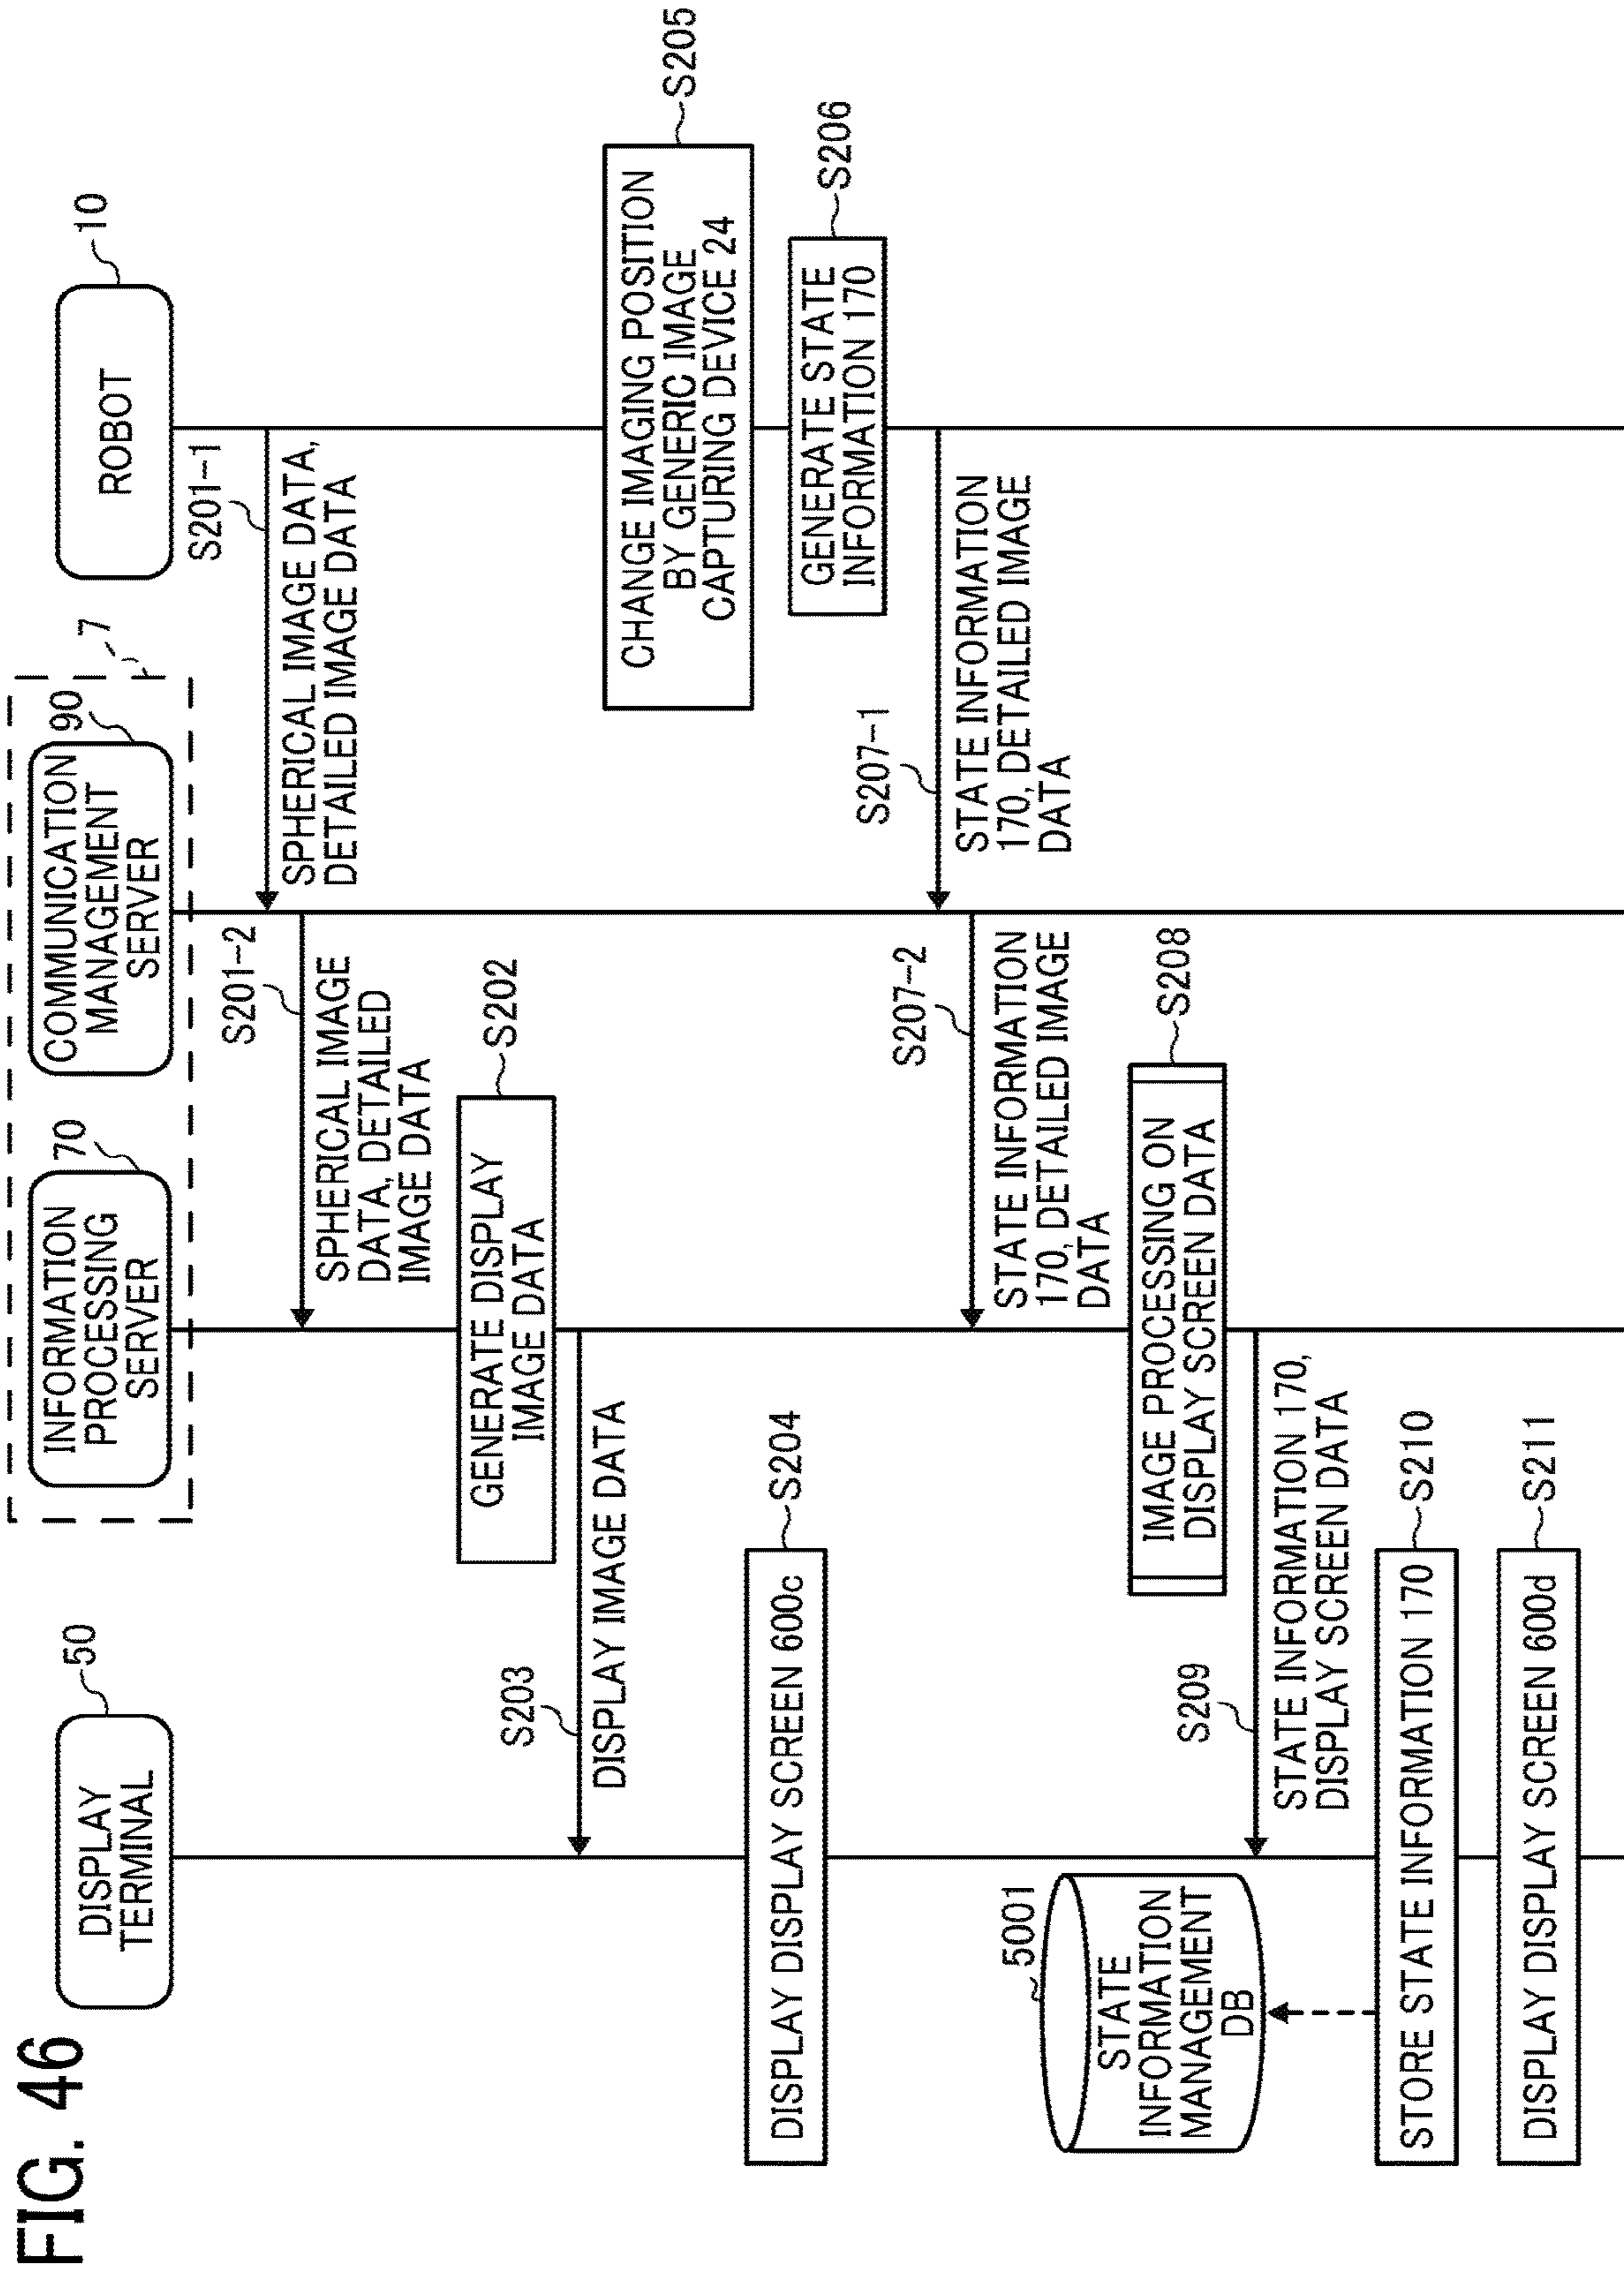 FIG. 46
DISPLAY
TERMINAL
50
INFORMATION
PROCESSING
SERVER
70
COMMUNICATION
MANAGEMENT
SERVER
90
7
ROBOT
10
S201-1
SPHERICAL IMAGE DATA,
DETAILED IMAGE DATA
S201-2
SPHERICAL IMAGE
DATA, DETAILED
IMAGE DATA
GENERATE DISPLAY
IMAGE DATA
S202
S203
DISPLAY IMAGE DATA
DISPLAY DISPLAY SCREEN 600c
S204
CHANGE IMAGING POSITION
BY GENERIC IMAGE
CAPTURING DEVICE 24
S205
GENERATE STATE
INFORMATION 170
S206
S207-1
STATE INFORMATION
170, DETAILED IMAGE
DATA
S207-2
STATE INFORMATION
170, DETAILED IMAGE
DATA
IMAGE PROCESSING ON
DISPLAY SCREEN DATA
S208
S209
STATE INFORMATION 170,
DISPLAY SCREEN DATA
5001
STATE
INFORMATION
MANAGEMENT
DB
STORE STATE INFORMATION 170
S210
DISPLAY DISPLAY SCREEN 600d
S211